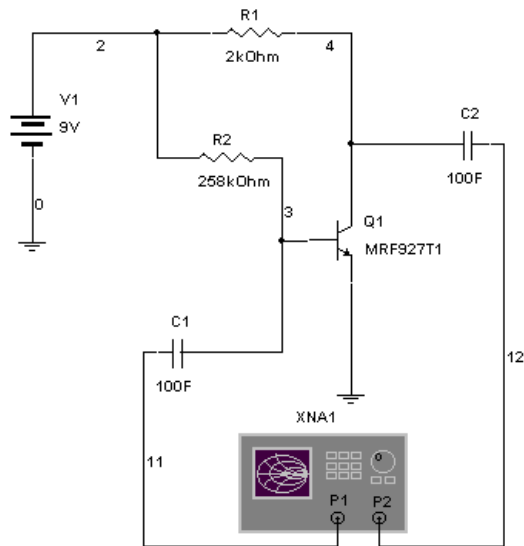 R1
2
4
2kOhm
V1
9V
C2
R2
100F
258kOhm
0
3
Q1
MRF927T1
C1
12
100F
XNA1
11
P1 P2